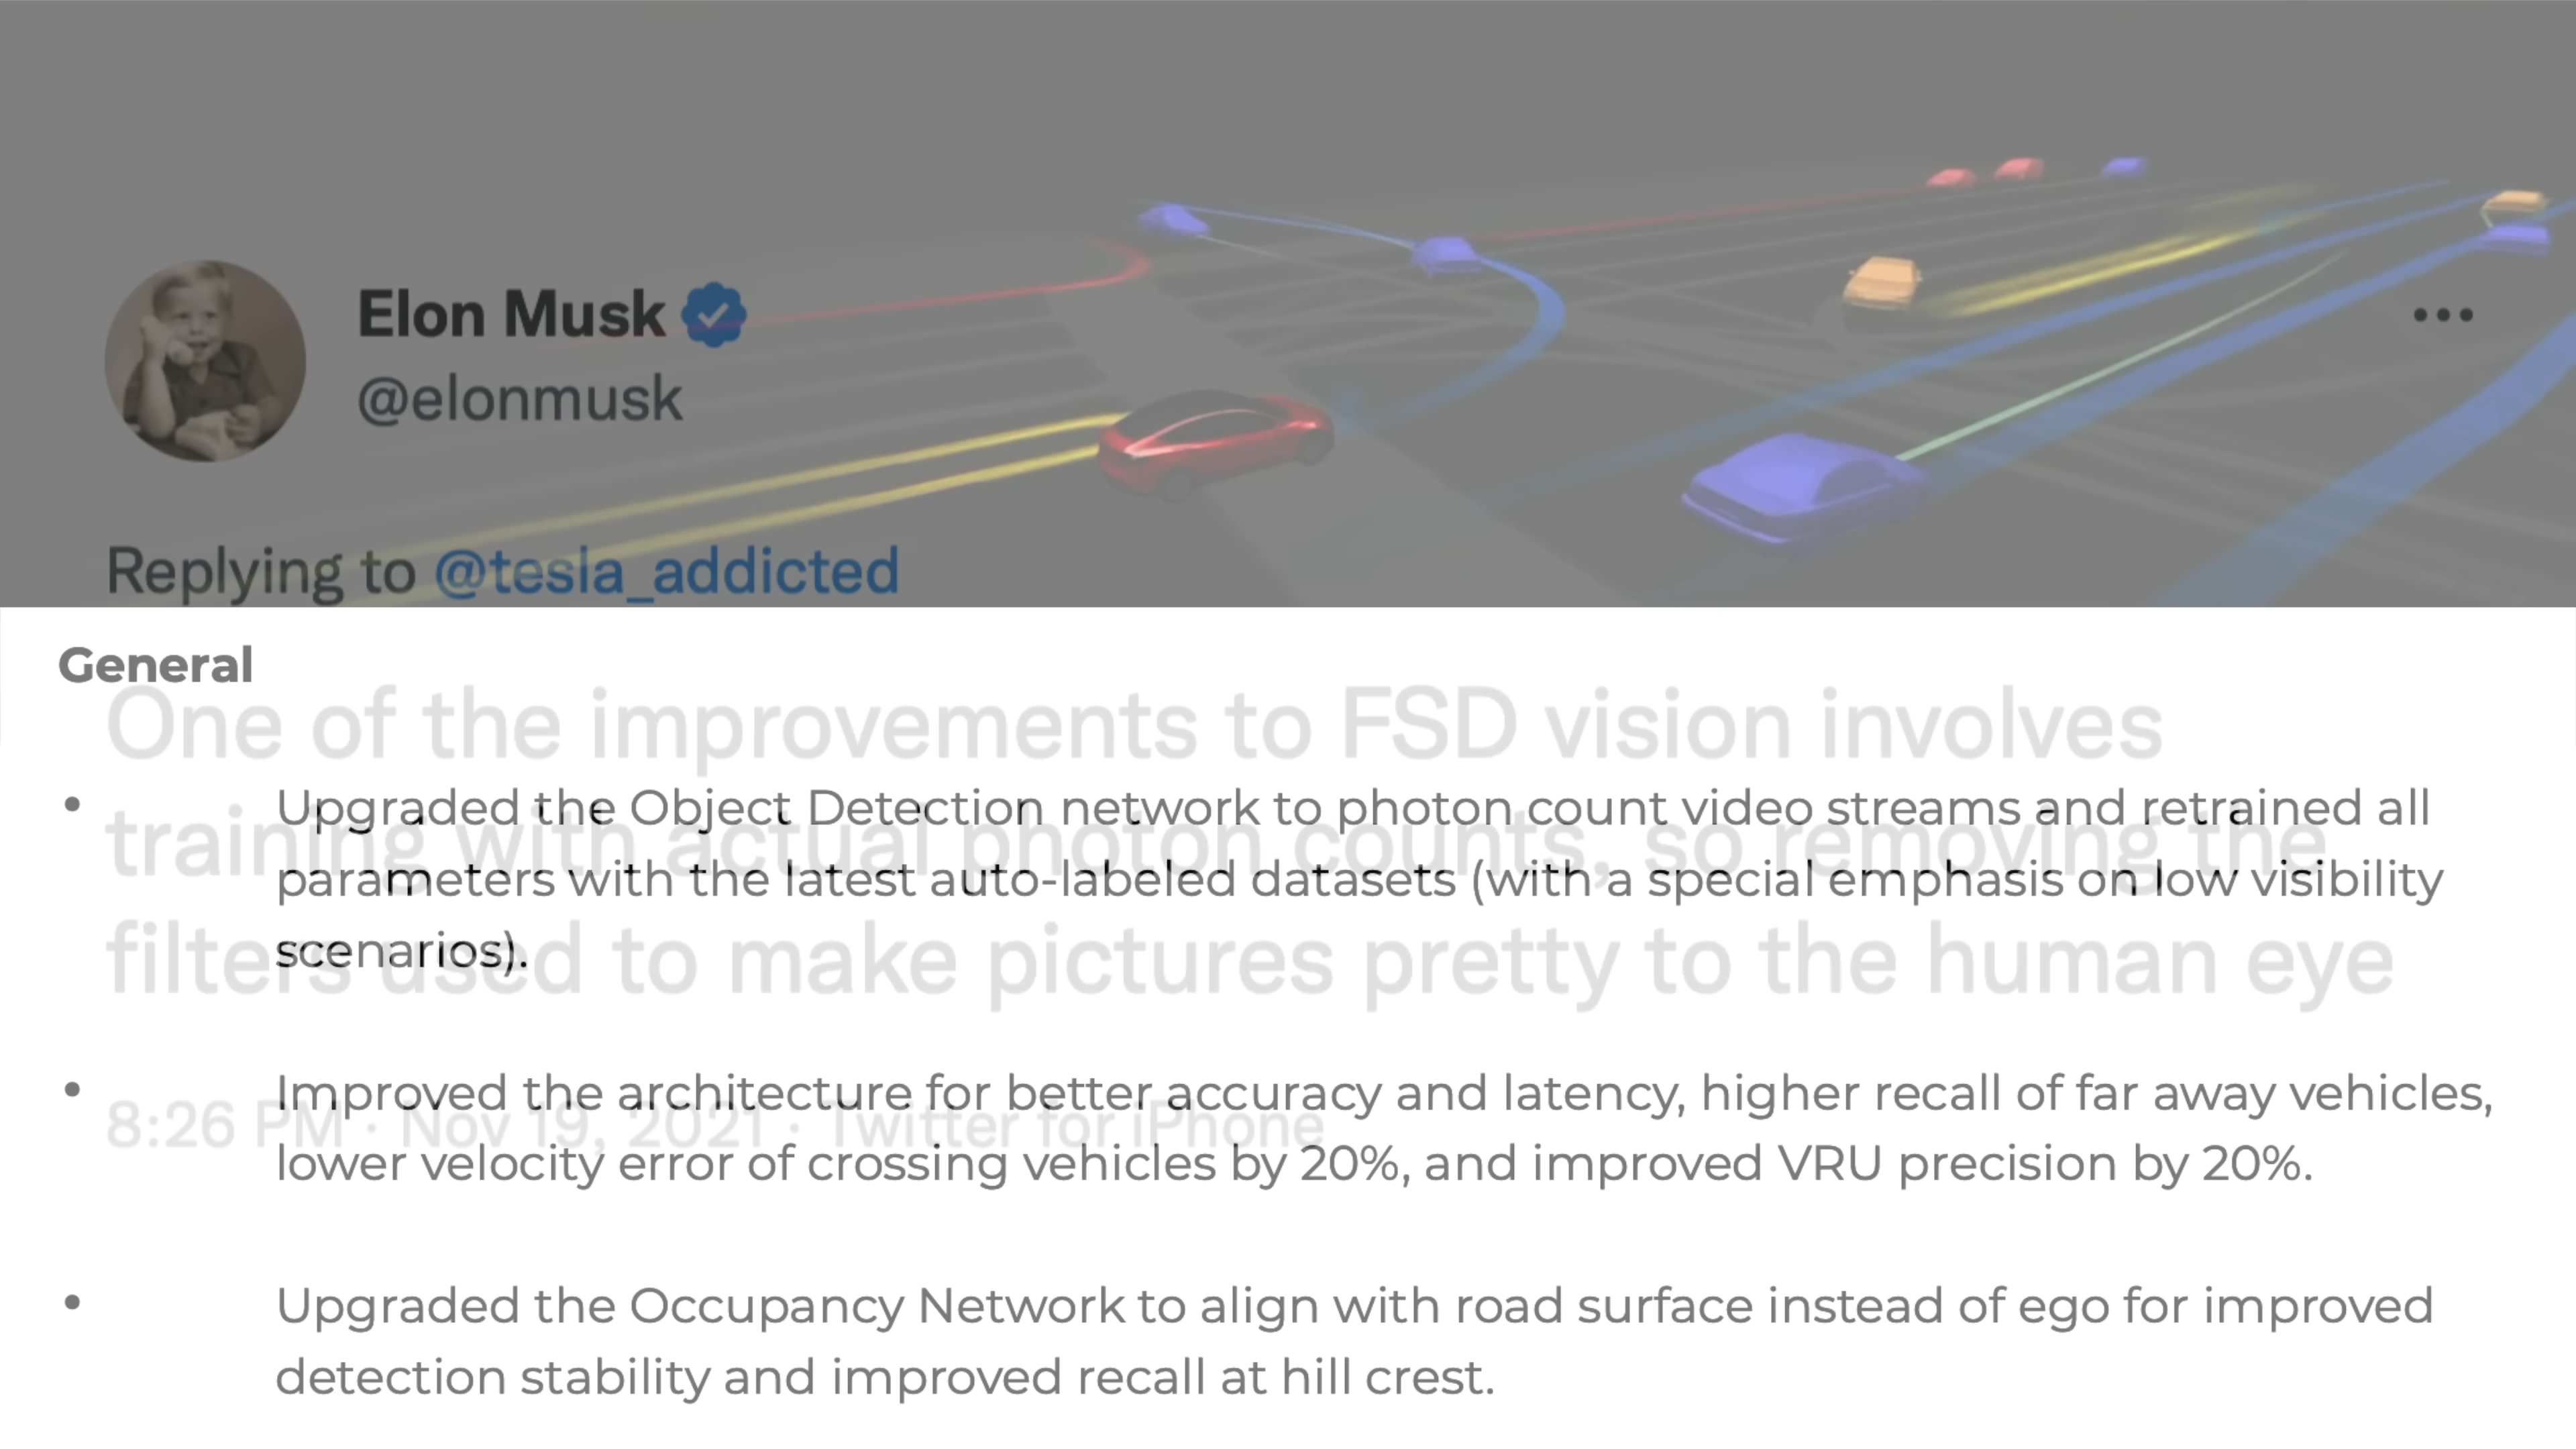 Elon Musk
@elonmusk
Replying to @tesla_addicted
General
One of the improvements to FSD vision involves
training with actual photon counts, so removing the
filters used to make pictures pretty to the human eye
8:26 PM · Nov 19, 2021 · Twitter for iPhone
• Upgraded the Object Detection network to photon count video streams and retrained all
parameters with the latest auto-labeled datasets (with a special emphasis on low visibility
scenarios).
• Improved the architecture for better accuracy and latency, higher recall of far away vehicles,
lower velocity error of crossing vehicles by 20%, and improved VRU precision by 20%.
• Upgraded the Occupancy Network to align with road surface instead of ego for improved
detection stability and improved recall at hill crest.